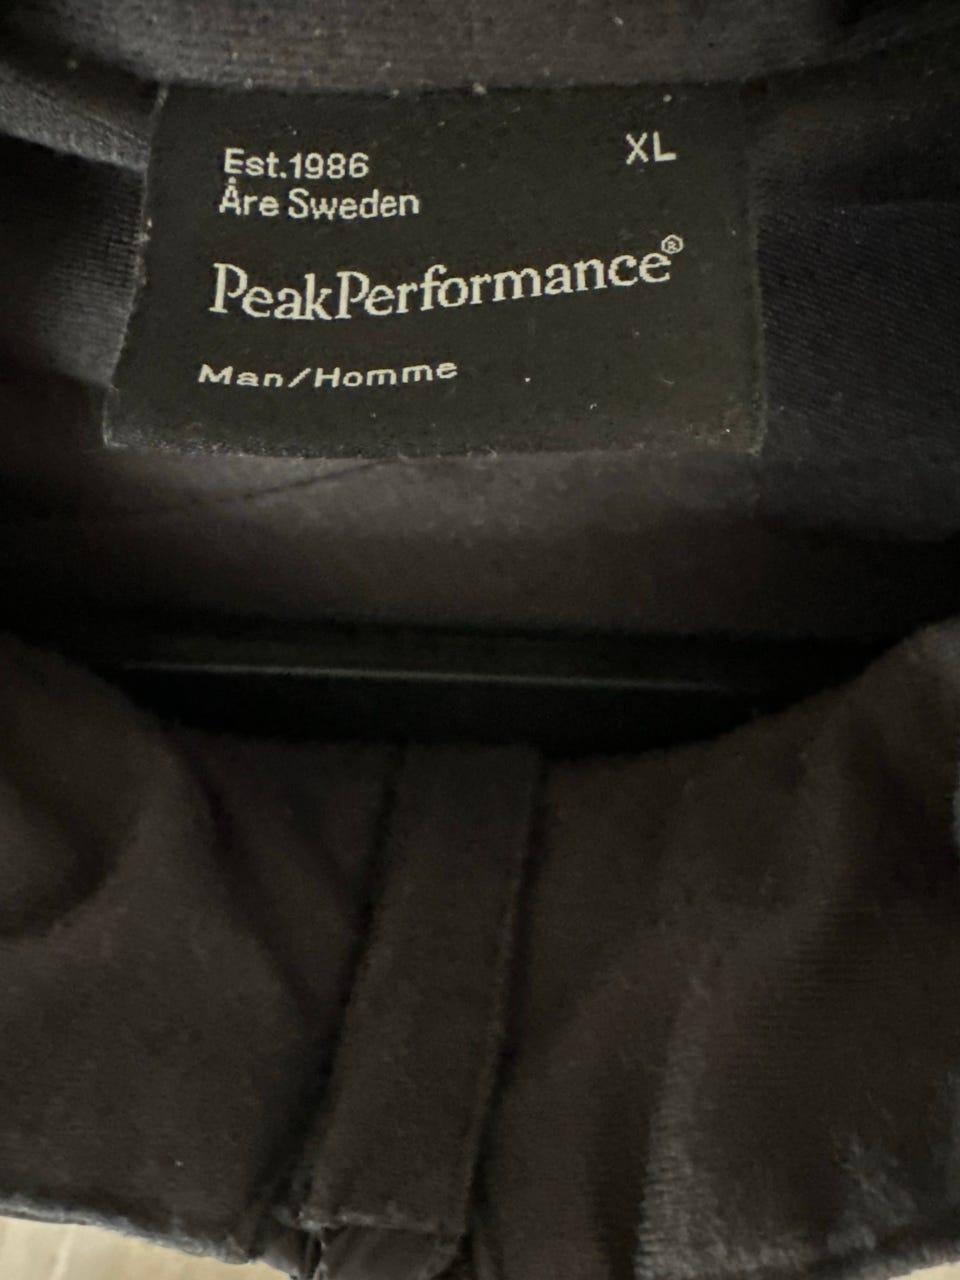 Est.1986
XL
Åre Sweden
PeakPerformance®
Man/Homme